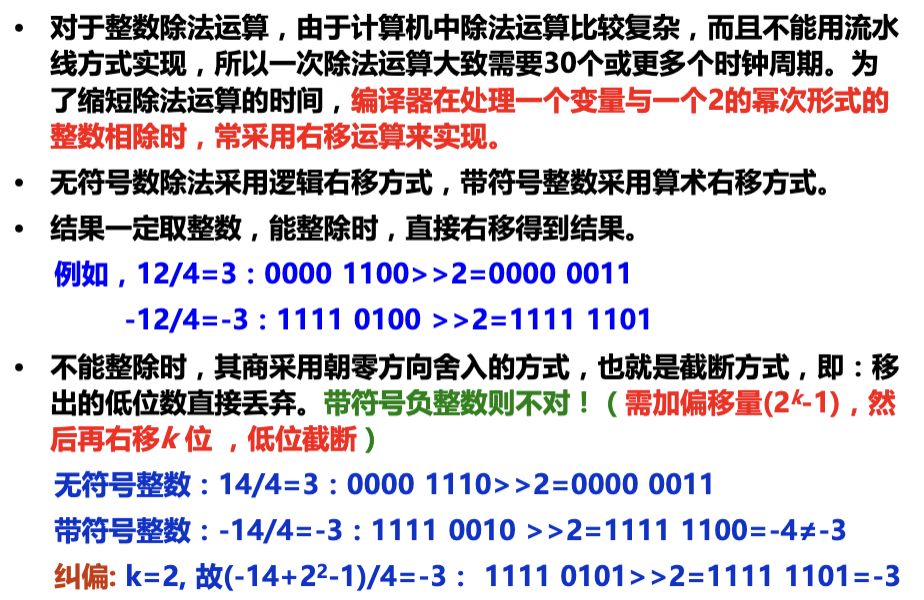 • 对于整数除法运算，由于计算机中除法运算比较复杂，而且不能用流水
线方式实现，所以一次除法运算大致需要30个或更多个时钟周期。为
了缩短除法运算的时间，编译器在处理一个变量与一个2的幂次形式的
整数相除时，常采用右移运算来实现。
• 无符号数除法采用逻辑右移方式，带符号整数采用算术右移方式。
• 结果一定取整数，能整除时，直接右移得到结果。
例如，12/4=3：0000 1100>>2=0000 0011
-12/4=-3：1111 0100 >>2=1111 1101
• 不能整除时，其商采用朝零方向舍入的方式，也就是截断方式，即：移
出的低位数直接丢弃。带符号负整数则不对！（需加偏移量(2ᵏ-1)，然
后再右移k 位 ，低位截断）
无符号整数：14/4=3：0000 1110>>2=0000 0011
带符号整数：-14/4=-3：1111 0010 >>2=1111 1100=-4≠-3
纠偏: k=2, 故(-14+2²-1)/4=-3： 1111 0101>>2=1111 1101=-3